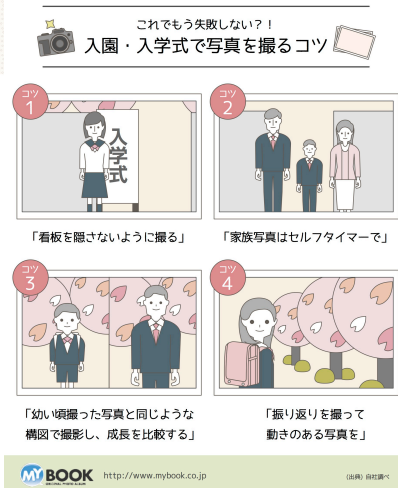 これでもう失敗しない？！
入園・入学式で写真を撮るコツ
コツ
1
入学式
「看板を隠さないように撮る」
コツ
2
「家族写真はセルフタイマーで」
コツ
3
「幼い頃撮った写真と同じような
構図で撮影し、成長を比較する」
コツ
4
「振り返りを撮って
動きのある写真を」
MYBOOK
ORIGINAL PHOTO ALBUM
http://www.mybook.co.jp
（出典）自社調べ